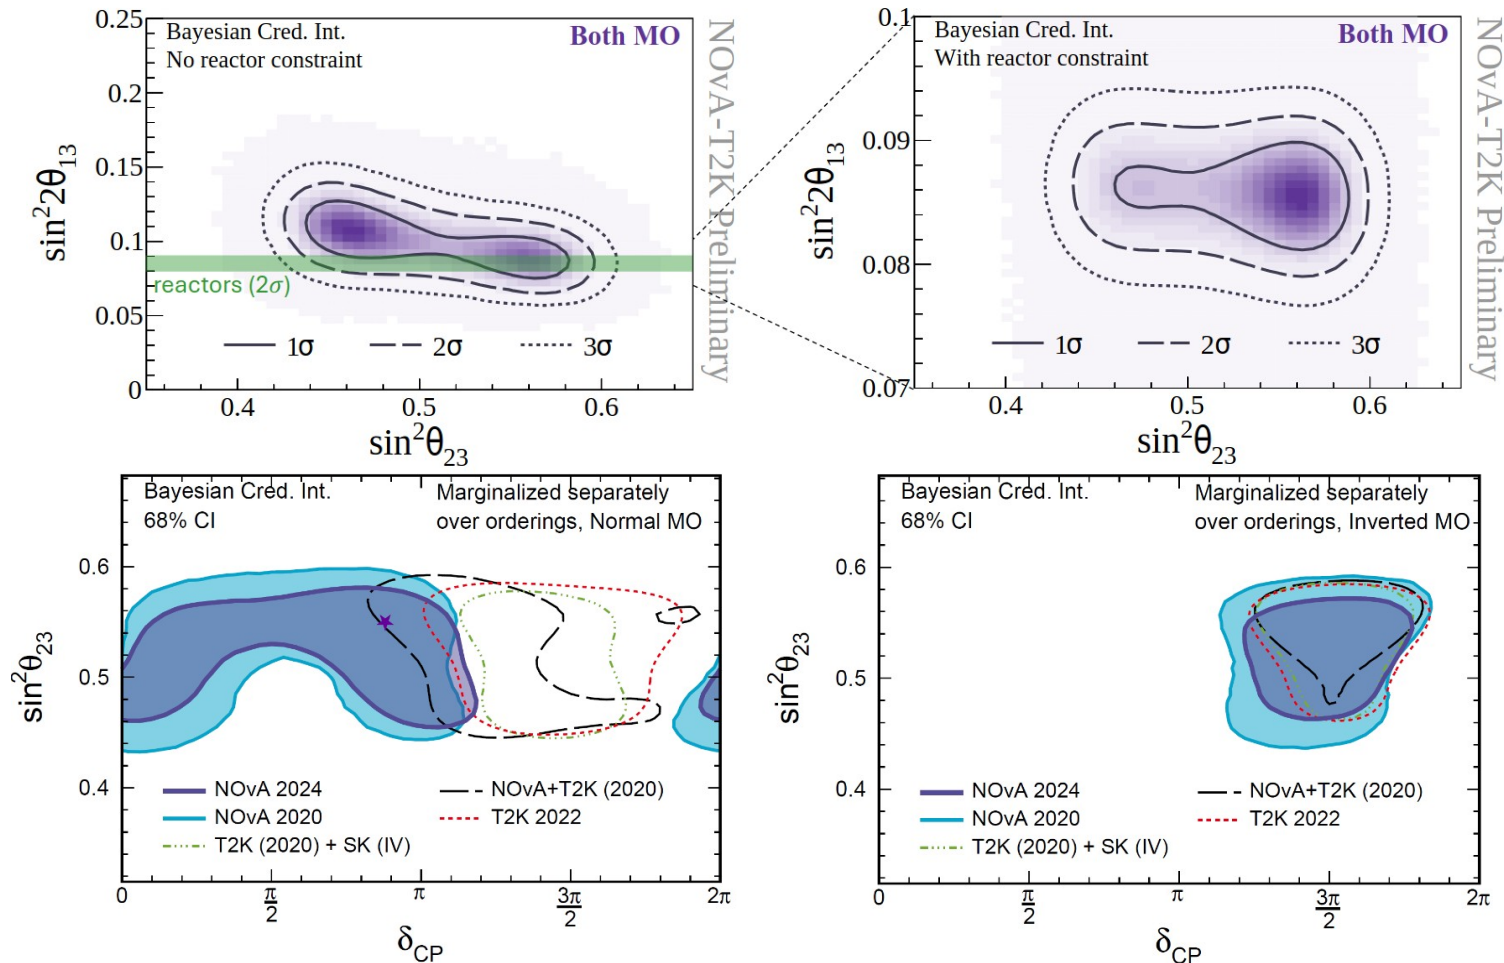 0.25
0.2
0.15
0.1
0.05
0
sin²2θ₁₃
Bayesian Cred. Int.
No reactor constraint
Both MO
reactors (2σ)
1σ 2σ 3σ
0.4 0.5 0.6
sin²θ₂₃
NOvA-T2K Preliminary
0.1
0.09
0.08
0.07
sin²2θ₁₃
Bayesian Cred. Int.
With reactor constraint
Both MO
1σ 2σ 3σ
0.4 0.5 0.6
sin²θ₂₃
NOvA-T2K Preliminary
Bayesian Cred. Int.
68% CI
Marginalized separately
over orderings, Normal MO
0.6
0.5
0.4
sin²θ₂₃
NOvA 2024
NOvA 2020
T2K (2020) + SK (IV)
NOvA+T2K (2020)
T2K 2022
0 π/2 π 3π/2 2π
δCP
Bayesian Cred. Int.
68% CI
Marginalized separately
over orderings, Inverted MO
0.6
0.5
0.4
sin²θ₂₃
NOvA 2024
NOvA 2020
T2K (2020) + SK (IV)
NOvA+T2K (2020)
T2K 2022
0 π/2 π 3π/2 2π
δCP